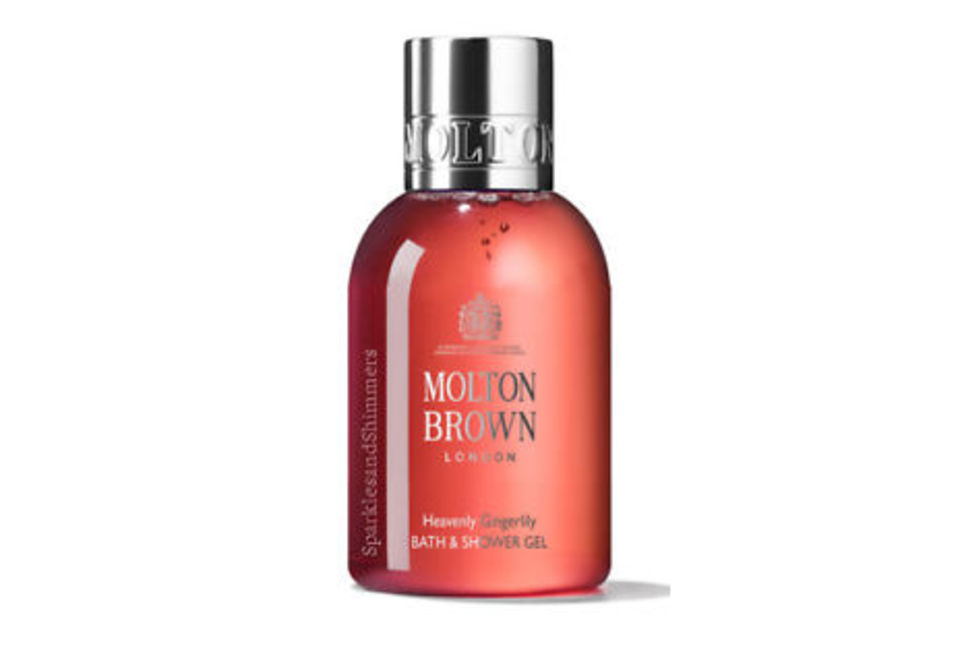 MOLTON
MOLTON
BROWN
LONDON
Heavenly Gingerlily
BATH & SHOWER GEL
SparklesandShimmers